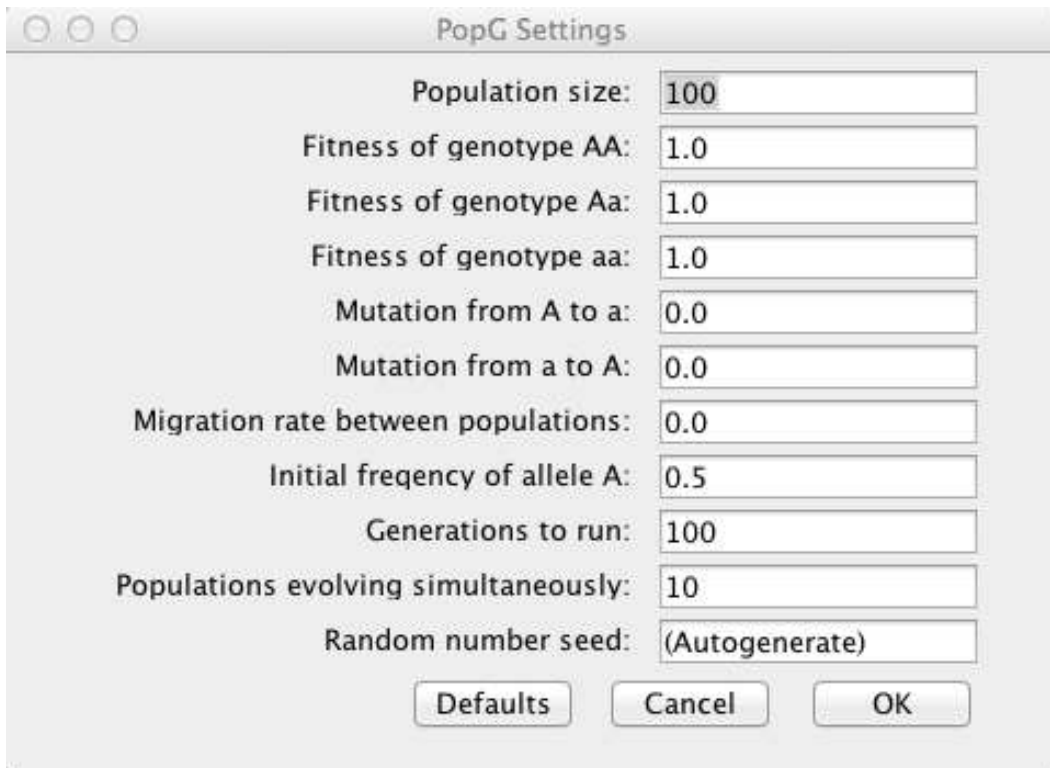 PopG Settings
Population size: 100
Fitness of genotype AA: 1.0
Fitness of genotype Aa: 1.0
Fitness of genotype aa: 1.0
Mutation from A to a: 0.0
Mutation from a to A: 0.0
Migration rate between populations: 0.0
Initial freqency of allele A: 0.5
Generations to run: 100
Populations evolving simultaneously: 10
Random number seed: (Autogenerate)
Defaults Cancel OK